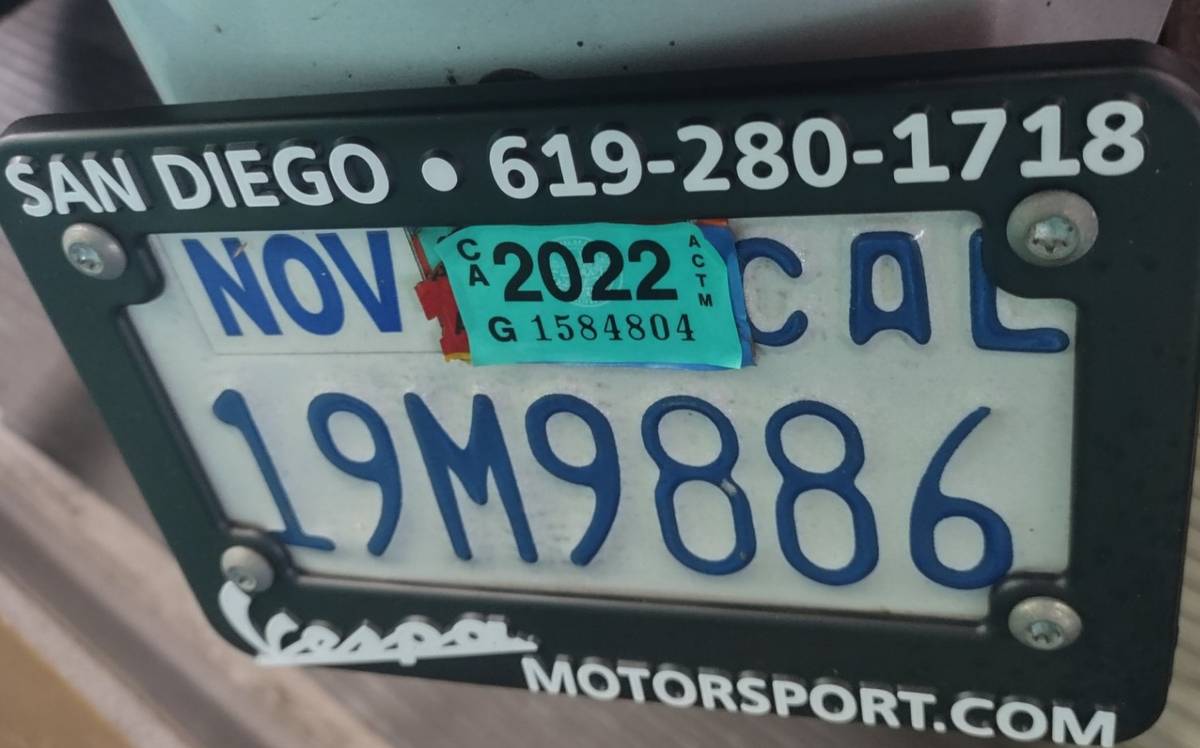 SAN DIEGO • 619-280-1718
NOV CA 2022 ACTM CAL
G 1584804
19M9886
Vespa
MOTORSPORT.COM